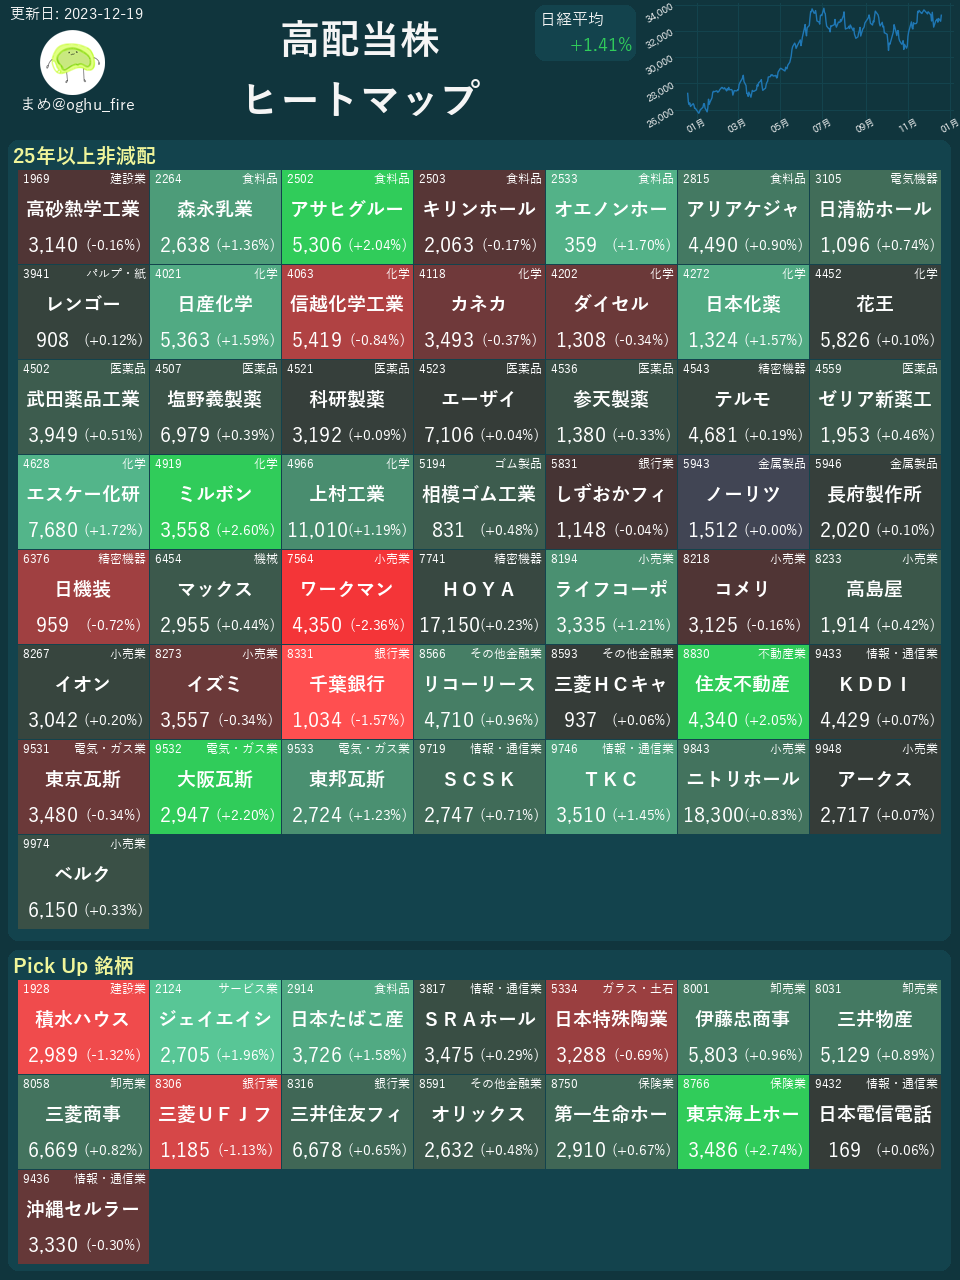 更新日: 2023-12-19
まめ@oghu_fire
高配当株
ヒートマップ
日経平均
+1.41%
34,000
32,000
30,000
28,000
26,000
01月 03月 05月 07月 09月 11月 01月
25年以上非減配
1969 建設業 2264 食料品 2502 食料品 2503 食料品 2533 食料品 2815 食料品 3105 電気機器
高砂熱学工業 森永乳業 アサヒグルー キリンホール オエノンホー アリアケジャ 日清紡ホール
3,140 (-0.16%) 2,638 (+1.36%) 5,306 (+2.04%) 2,063 (-0.17%) 359 (+1.70%) 4,490 (+0.90%) 1,096 (+0.74%)
3941 パルプ・紙 4021 化学 4063 化学 4118 化学 4202 化学 4272 化学 4452 化学
レンゴー 日産化学 信越化学工業 カネカ ダイセル 日本化薬 花王
908 (+0.12%) 5,363 (+1.59%) 5,419 (-0.84%) 3,493 (-0.37%) 1,308 (-0.34%) 1,324 (+1.57%) 5,826 (+0.10%)
4502 医薬品 4507 医薬品 4521 医薬品 4523 医薬品 4536 医薬品 4543 精密機器 4559 医薬品
武田薬品工業 塩野義製薬 科研製薬 エーザイ 参天製薬 テルモ ゼリア新薬工
3,949 (+0.51%) 6,979 (+0.39%) 3,192 (+0.09%) 7,106 (+0.04%) 1,380 (+0.33%) 4,681 (+0.19%) 1,953 (+0.46%)
4628 化学 4919 化学 4966 化学 5194 ゴム製品 5831 銀行業 5943 金属製品 5946 金属製品
エスケー化研 ミルボン 上村工業 相模ゴム工業 しずおかフィ ノーリツ 長府製作所
7,680 (+1.72%) 3,558 (+2.60%) 11,010(+1.19%) 831 (+0.48%) 1,148 (-0.04%) 1,512 (+0.00%) 2,020 (+0.10%)
6376 精密機器 6454 機械 7564 小売業 7741 精密機器 8194 小売業 8218 小売業 8233 小売業
日機装 マックス ワークマン ＨＯＹＡ ライフコーポ コメリ 高島屋
959 (-0.72%) 2,955 (+0.44%) 4,350 (-2.36%) 17,150(+0.23%) 3,335 (+1.21%) 3,125 (-0.16%) 1,914 (+0.42%)
8267 小売業 8273 小売業 8331 銀行業 8566 その他金融業 8593 その他金融業 8830 不動産業 9433 情報・通信業
イオン イズミ 千葉銀行 リコーリース 三菱ＨＣキャ 住友不動産 ＫＤＤＩ
3,042 (+0.20%) 3,557 (-0.34%) 1,034 (-1.57%) 4,710 (+0.96%) 937 (+0.06%) 4,340 (+2.05%) 4,429 (+0.07%)
9531 電気・ガス業 9532 電気・ガス業 9533 電気・ガス業 9719 情報・通信業 9746 情報・通信業 9843 小売業 9948 小売業
東京瓦斯 大阪瓦斯 東邦瓦斯 ＳＣＳＫ ＴＫＣ ニトリホール アークス
3,480 (-0.34%) 2,947 (+2.20%) 2,724 (+1.23%) 2,747 (+0.71%) 3,510 (+1.45%) 18,300(+0.83%) 2,717 (+0.07%)
9974 小売業
ベルク
6,150 (+0.33%)
Pick Up 銘柄
1928 建設業 2124 サービス業 2914 食料品 3817 情報・通信業 5334 ガラス・土石 8001 卸売業 8031 卸売業
積水ハウス ジェイエイシ 日本たばこ産 ＳＲＡホール 日本特殊陶業 伊藤忠商事 三井物産
2,989 (-1.32%) 2,705 (+1.96%) 3,726 (+1.58%) 3,475 (+0.29%) 3,288 (-0.69%) 5,803 (+0.96%) 5,129 (+0.89%)
8058 卸売業 8306 銀行業 8316 銀行業 8591 その他金融業 8750 保険業 8766 保険業 9432 情報・通信業
三菱商事 三菱ＵＦＪフ 三井住友フィ オリックス 第一生命ホー 東京海上ホー 日本電信電話
6,669 (+0.82%) 1,185 (-1.13%) 6,678 (+0.65%) 2,632 (+0.48%) 2,910 (+0.67%) 3,486 (+2.74%) 169 (+0.06%)
9436 情報・通信業
沖縄セルラー
3,330 (-0.30%)